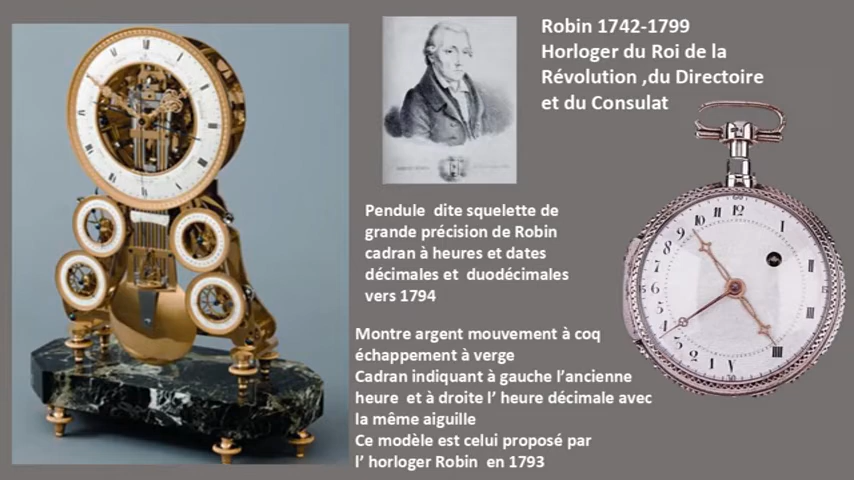 Robin 1742-1799
Horloger du Roi de la
Révolution ,du Directoire
et du Consulat
Pendule dite squelette de
grande précision de Robin
cadran à heures et dates
décimales et duodécimales
vers 1794
Montre argent mouvement à coq
échappement à verge
Cadran indiquant à gauche l’ancienne
heure et à droite l’ heure décimale avec
la même aiguille
Ce modèle est celui proposé par
l’ horloger Robin en 1793